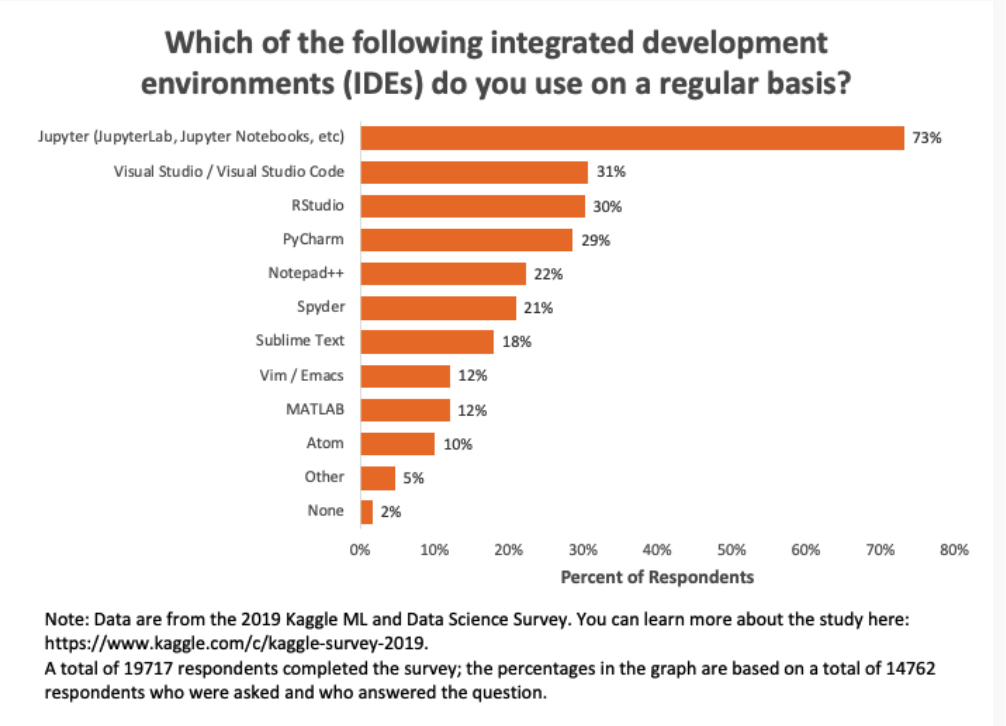 Which of the following integrated development
environments (IDEs) do you use on a regular basis?
Jupyter (JupyterLab, Jupyter Notebooks, etc) 73%
Visual Studio / Visual Studio Code 31%
RStudio 30%
PyCharm 29%
Notepad++ 22%
Spyder 21%
Sublime Text 18%
Vim / Emacs 12%
MATLAB 12%
Atom 10%
Other 5%
None 2%
0% 10% 20% 30% 40% 50% 60% 70% 80%
Percent of Respondents
Note: Data are from the 2019 Kaggle ML and Data Science Survey. You can learn more about the study here:
https://www.kaggle.com/c/kaggle-survey-2019.
A total of 19717 respondents completed the survey; the percentages in the graph are based on a total of 14762
respondents who were asked and who answered the question.